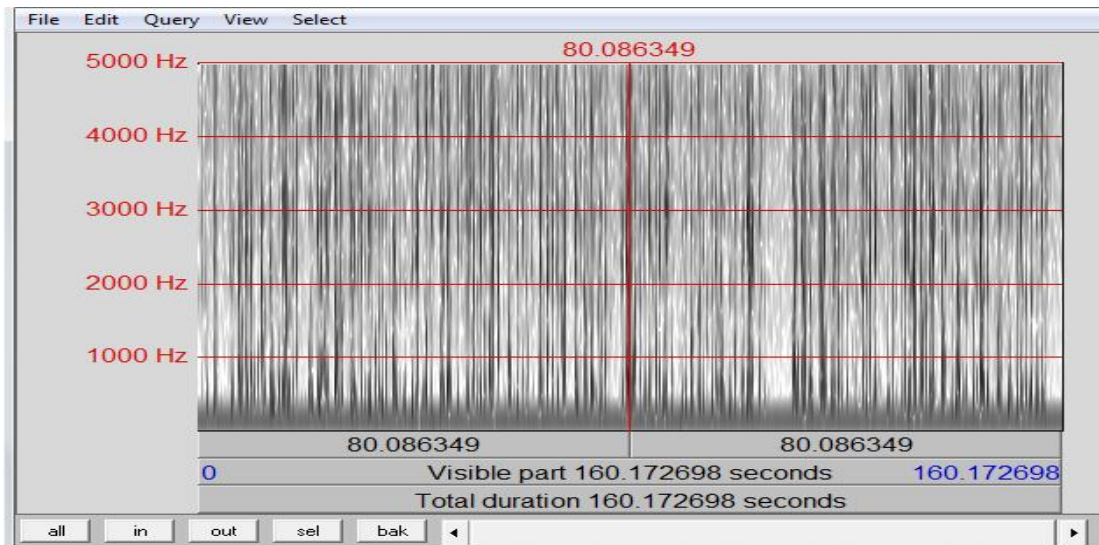 File Edit Query View Select
80.086349
5000 Hz
4000 Hz
3000 Hz
2000 Hz
1000 Hz
80.086349 80.086349
0 Visible part 160.172698 seconds 160.172698
Total duration 160.172698 seconds
all in out sel bak